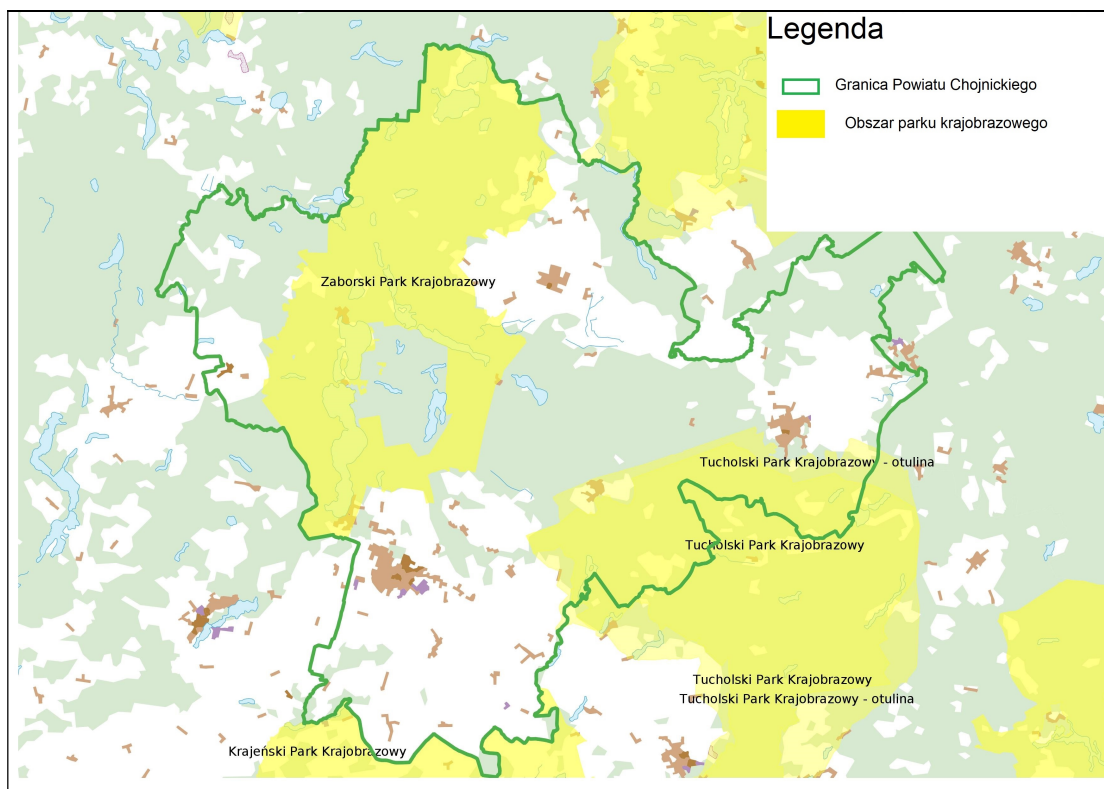 Legenda
Granica Powiatu Chojnickiego
Obszar parku krajobrazowego
Zaborski Park Krajobrazowy
Tucholski Park Krajobrazowy - otulina
Tucholski Park Krajobrazowy
Tucholski Park Krajobrazowy
Tucholski Park Krajobrazowy - otulina
Krajeński Park Krajobrazowy